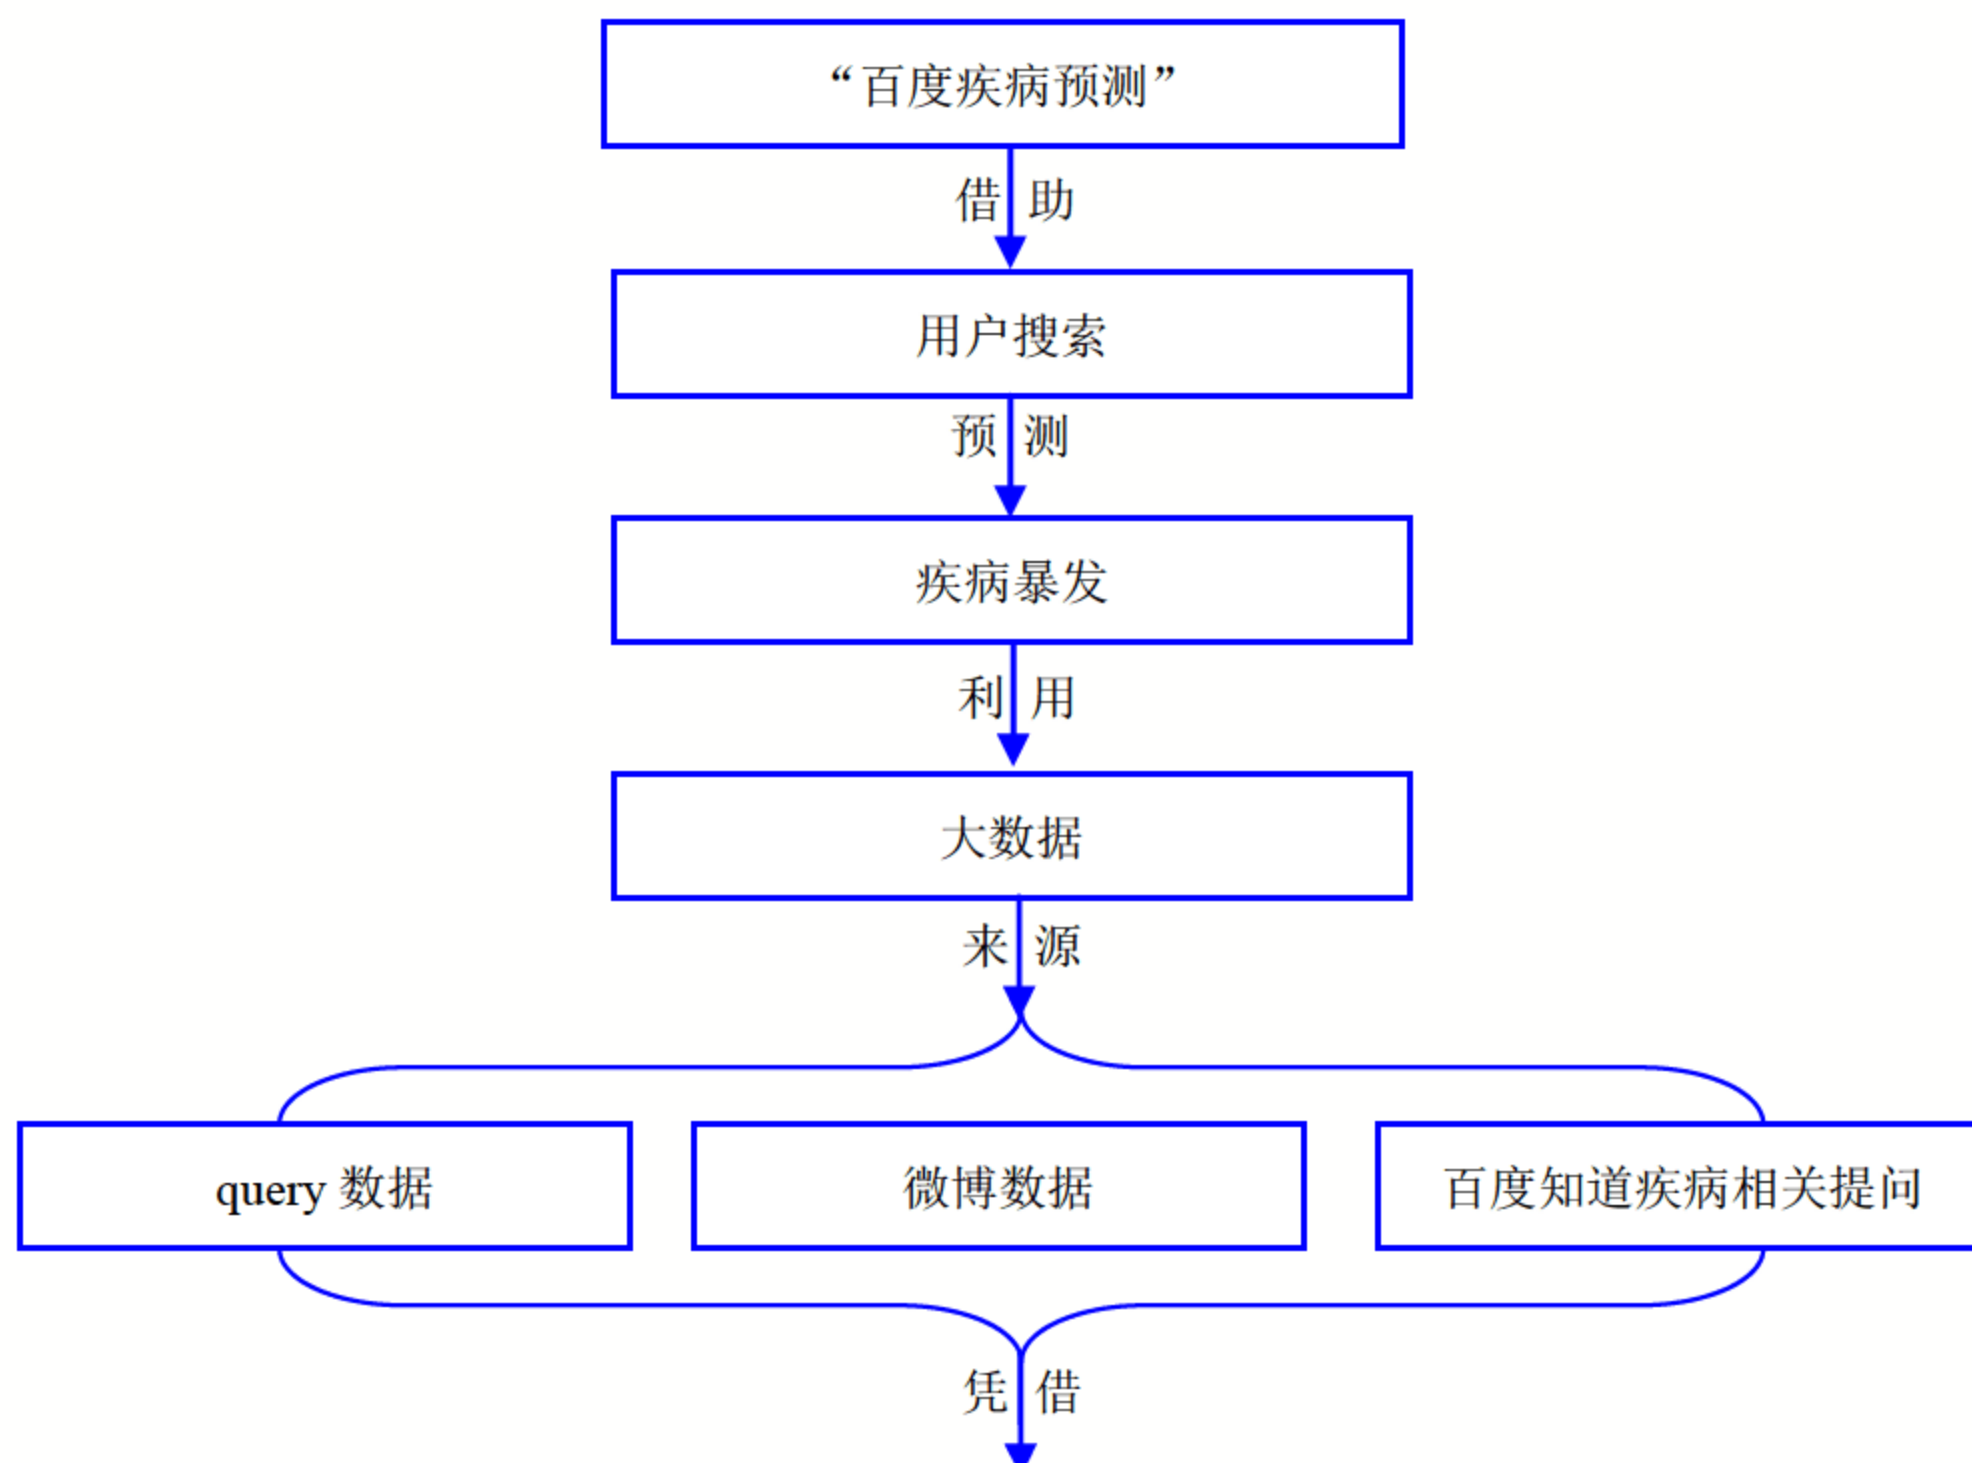 “百度疾病预测”
借助
用户搜索
预测
疾病暴发
利用
大数据
来源
query 数据
微博数据
百度知道疾病相关提问
凭借